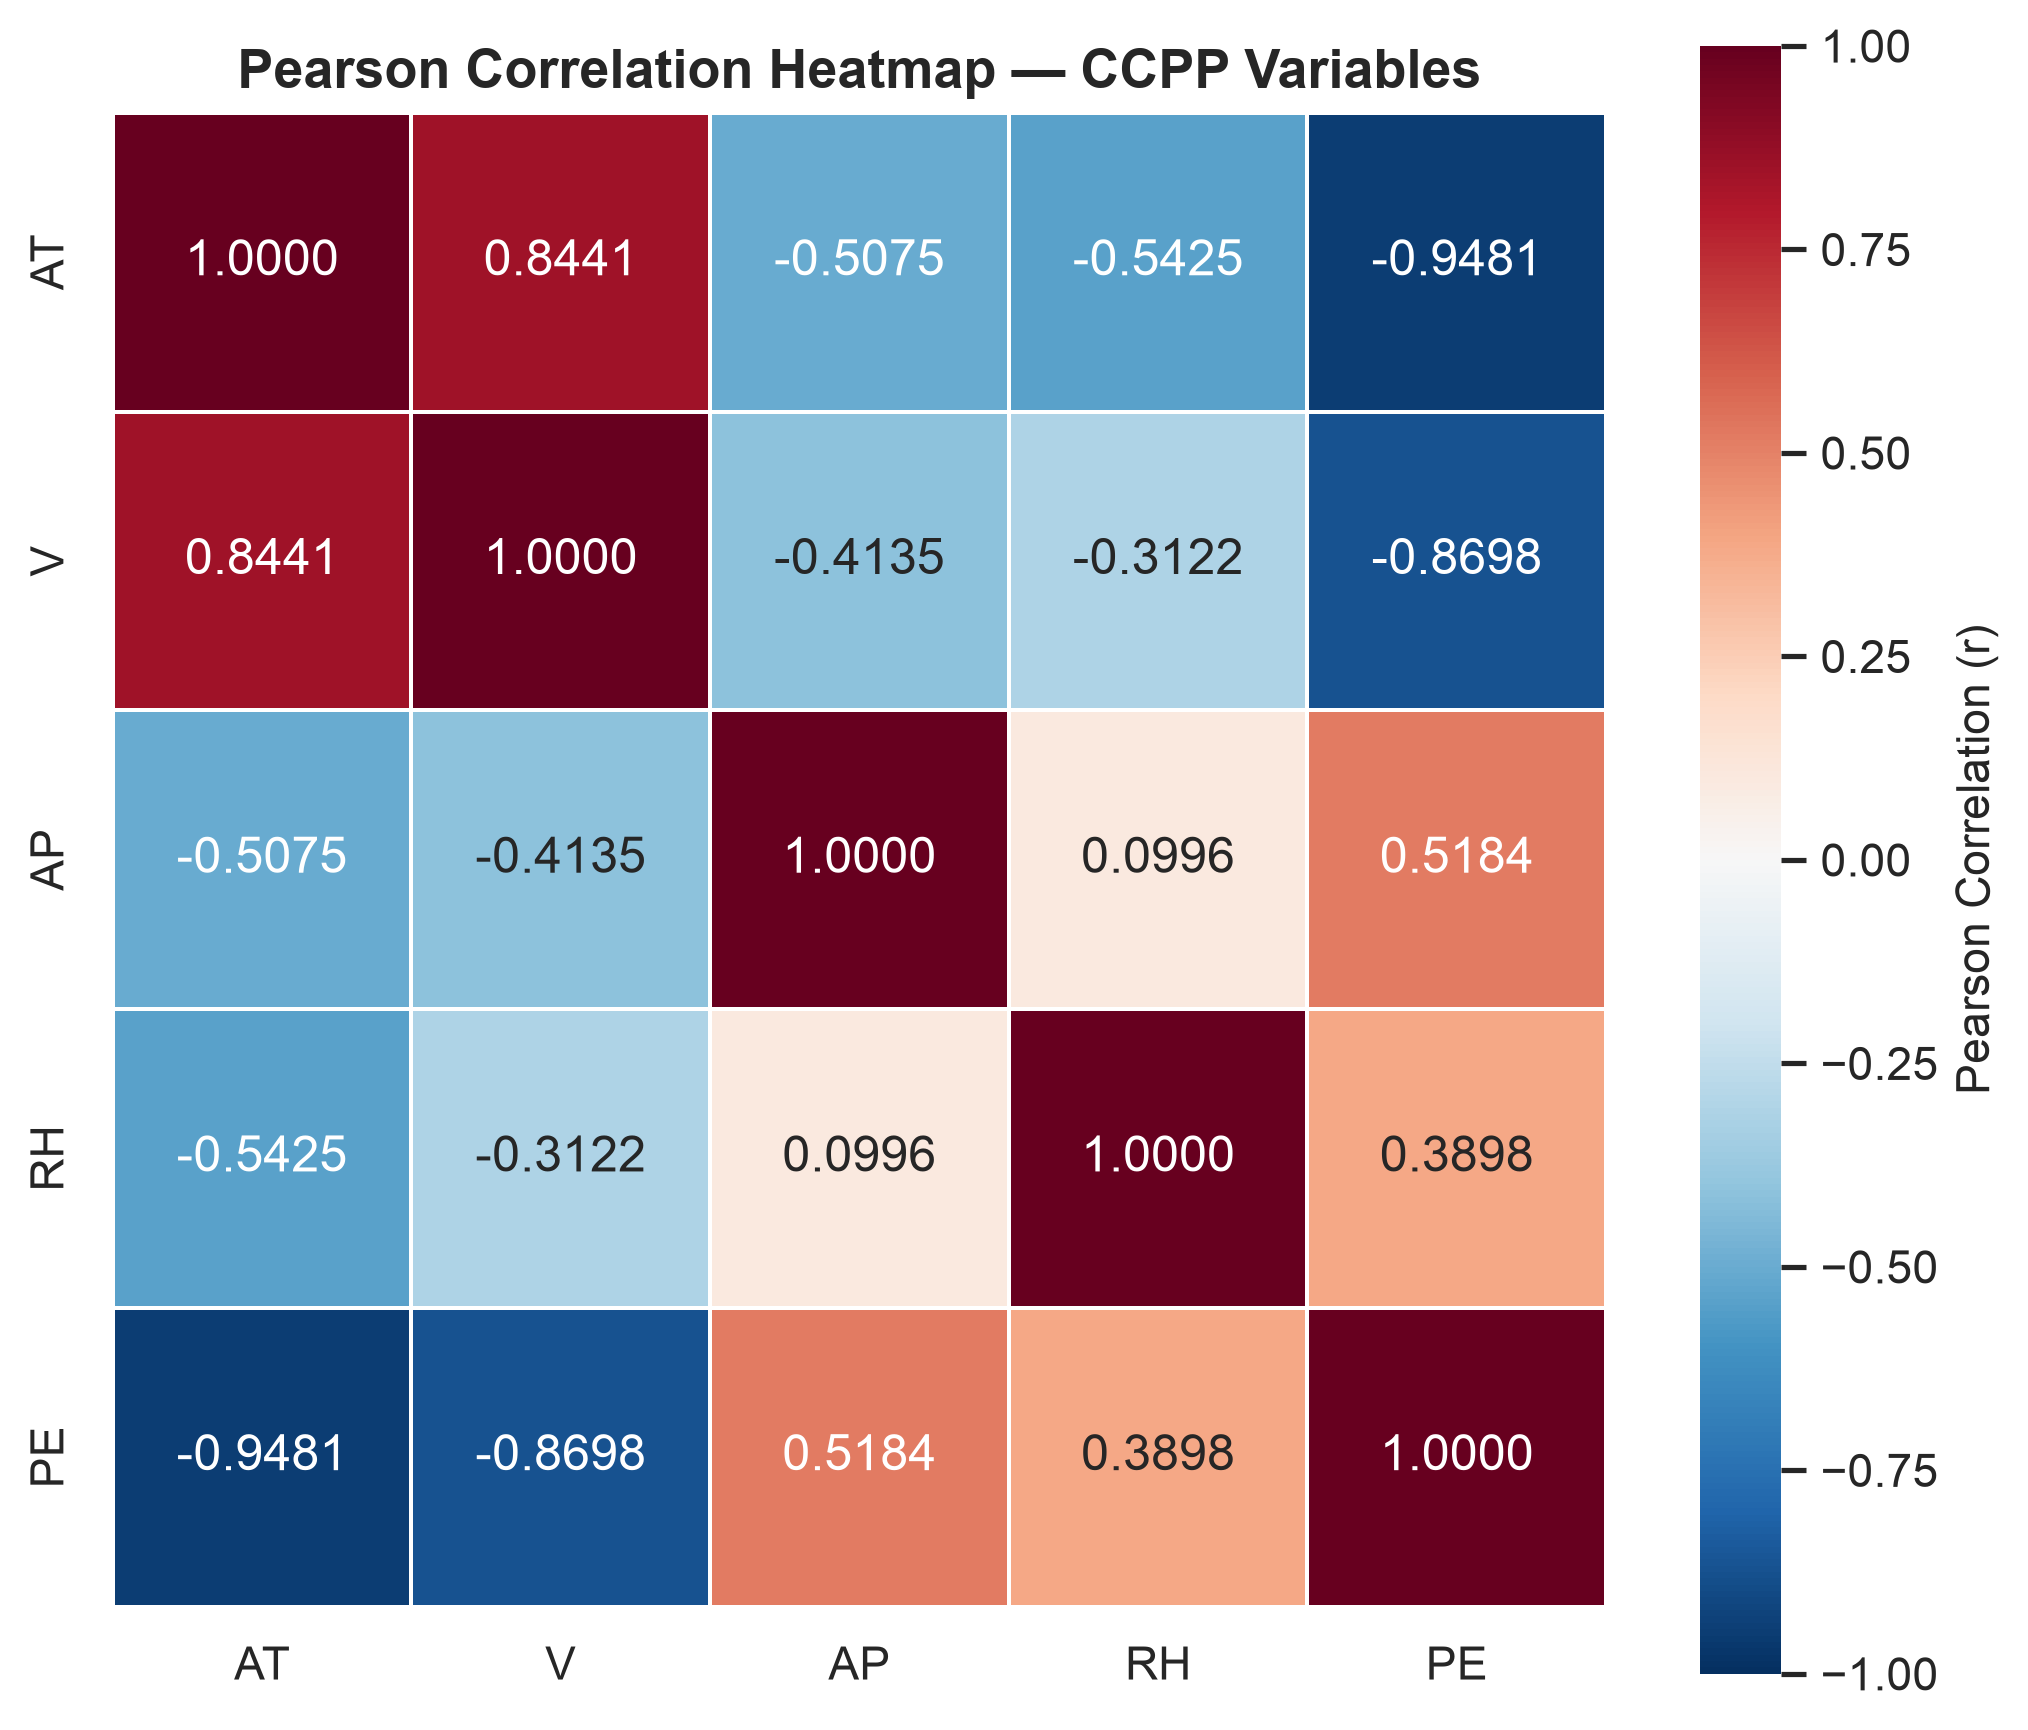 Pearson Correlation Heatmap — CCPP Variables
AT
1.0000 0.8441 -0.5075 -0.5425 -0.9481
V
0.8441 1.0000 -0.4135 -0.3122 -0.8698
AP
-0.5075 -0.4135 1.0000 0.0996 0.5184
RH
-0.5425 -0.3122 0.0996 1.0000 0.3898
PE
-0.9481 -0.8698 0.5184 0.3898 1.0000
AT V AP RH PE
1.00
0.75
0.50
0.25
0.00
−0.25
−0.50
−0.75
−1.00
Pearson Correlation (r)